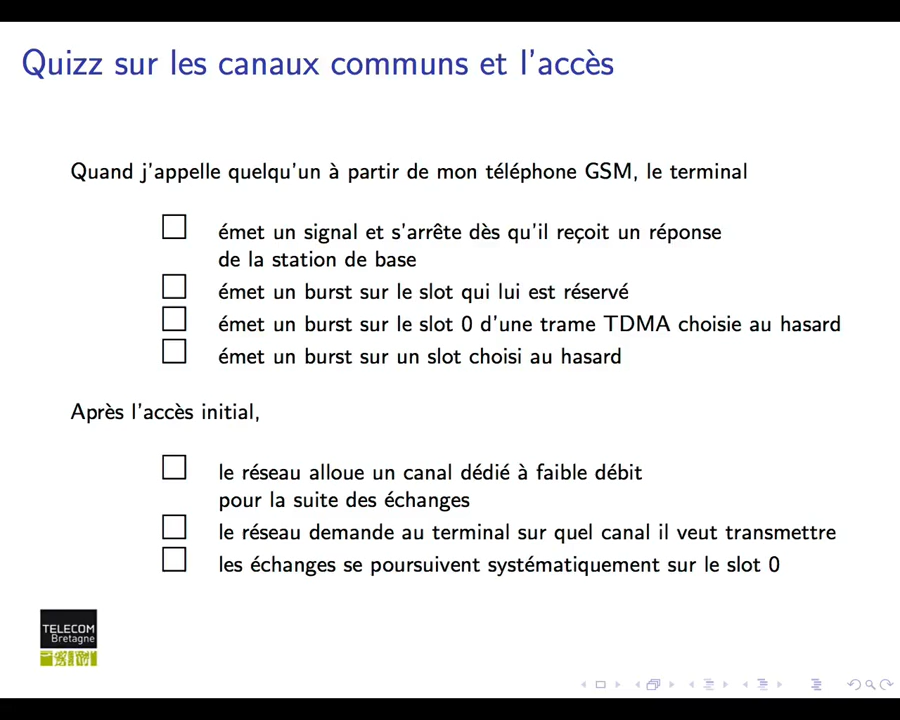 Quizz sur les canaux communs et l'accès
Quand j'appelle quelqu'un à partir de mon téléphone GSM, le terminal
émet un signal et s'arrête dès qu'il reçoit un réponse
de la station de base
émet un burst sur le slot qui lui est réservé
émet un burst sur le slot 0 d'une trame TDMA choisie au hasard
émet un burst sur un slot choisi au hasard
Après l'accès initial,
le réseau alloue un canal dédié à faible débit
pour la suite des échanges
le réseau demande au terminal sur quel canal il veut transmettre
les échanges se poursuivent systématiquement sur le slot 0
TELECOM
Bretagne